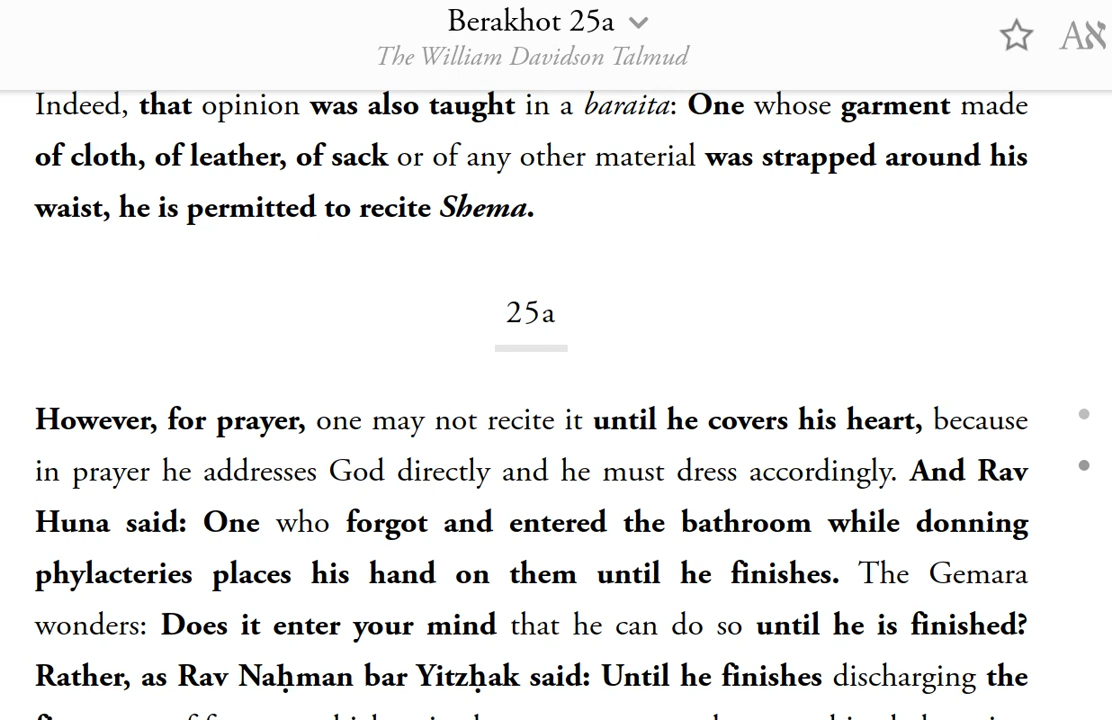 Berakhot 25a
The William Davidson Talmud
Aא
Indeed, that opinion was also taught in a baraita: One whose garment made
of cloth, of leather, of sack or of any other material was strapped around his
waist, he is permitted to recite Shema.
25a
However, for prayer, one may not recite it until he covers his heart, because
in prayer he addresses God directly and he must dress accordingly. And Rav
Huna said: One who forgot and entered the bathroom while donning
phylacteries places his hand on them until he finishes. The Gemara
wonders: Does it enter your mind that he can do so until he is finished?
Rather, as Rav Naḥman bar Yitzḥak said: Until he finishes discharging the